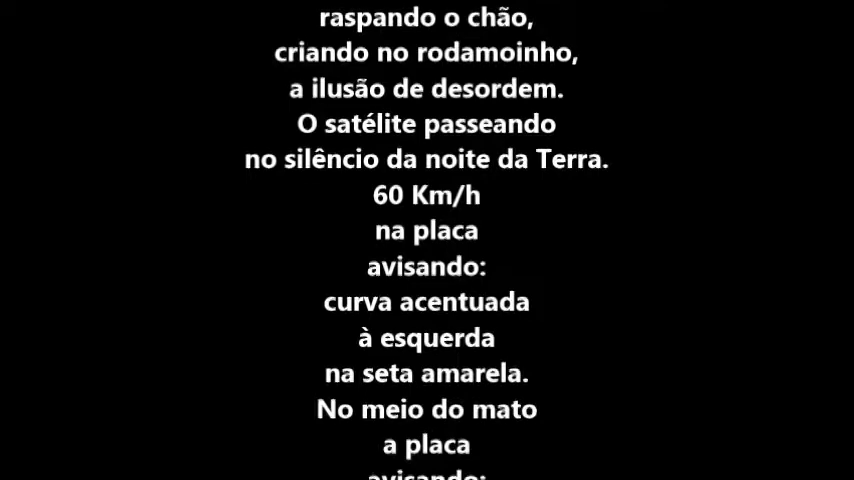 raspando o chão,
criando no rodamoinho,
a ilusão de desordem.
O satélite passeando
no silêncio da noite da Terra.
60 Km/h
na placa
avisando:
curva acentuada
à esquerda
na seta amarela.
No meio do mato
a placa
avisando: